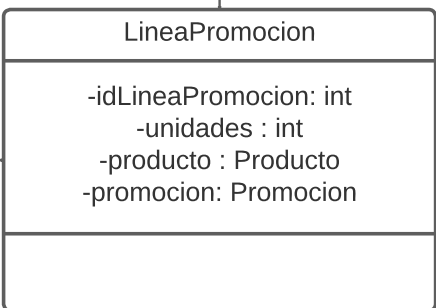 LineaPromocion
-idLineaPromocion: int
-unidades : int
-producto : Producto
-promocion: Promocion